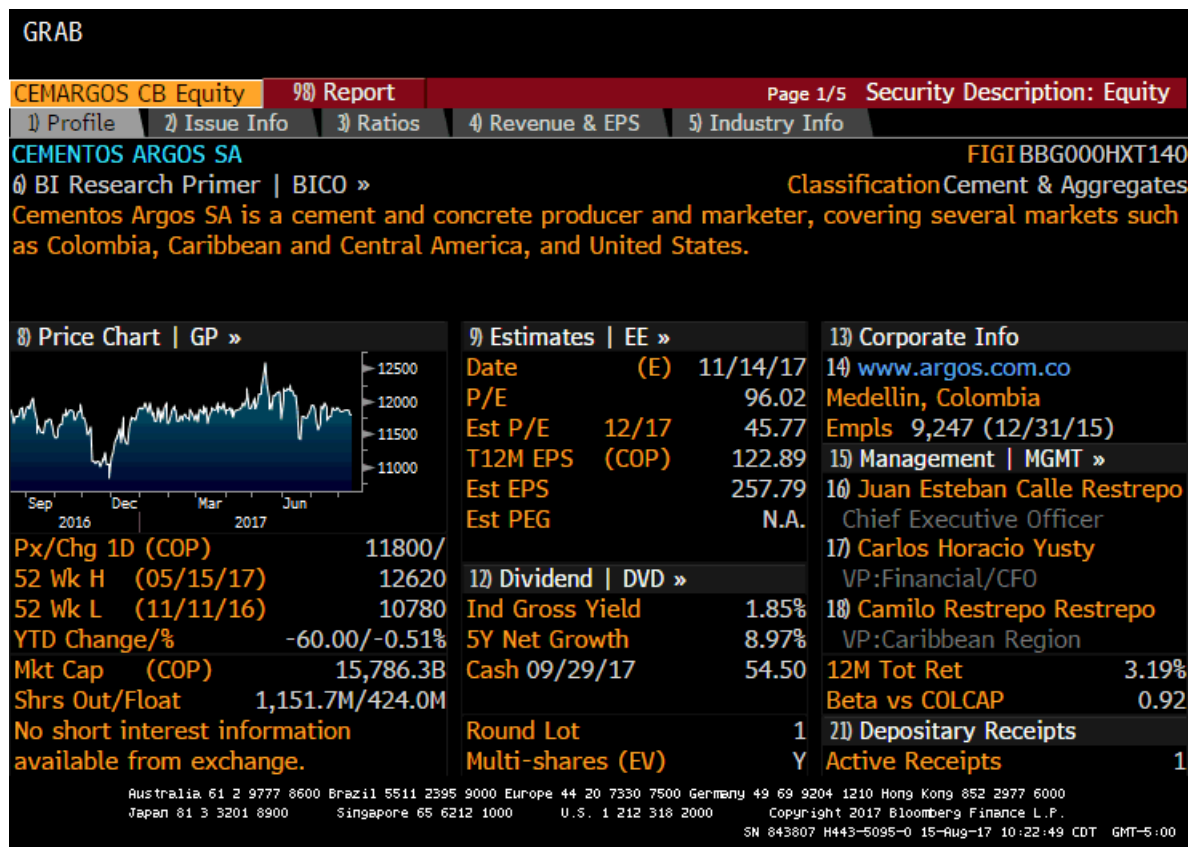 GRAB
CEMARGOS CB Equity 98) Report Page 1/5 Security Description: Equity
1) Profile 2) Issue Info 3) Ratios 4) Revenue & EPS 5) Industry Info
CEMENTOS ARGOS SA FIGI BBG000HXT140
6) BI Research Primer | BICO » Classification Cement & Aggregates
Cementos Argos SA is a cement and concrete producer and marketer, covering several markets such
as Colombia, Caribbean and Central America, and United States.
8) Price Chart | GP »
12500
12000
11500
11000
Sep Dec Mar Jun
2016 2017
Px/Chg 1D (COP) 11800/
52 Wk H (05/15/17) 12620
52 Wk L (11/11/16) 10780
YTD Change/% -60.00/-0.51%
Mkt Cap (COP) 15,786.3B
Shrs Out/Float 1,151.7M/424.0M
No short interest information
available from exchange.
9) Estimates | EE »
Date (E) 11/14/17
P/E 96.02
Est P/E 12/17 45.77
T12M EPS (COP) 122.89
Est EPS 257.79
Est PEG N.A.
12) Dividend | DVD »
Ind Gross Yield 1.85%
5Y Net Growth 8.97%
Cash 09/29/17 54.50
Round Lot 1
Multi-shares (EV) Y
13) Corporate Info
14) www.argos.com.co
Medellin, Colombia
Empls 9,247 (12/31/15)
15) Management | MGMT »
16) Juan Esteban Calle Restrepo
Chief Executive Officer
17) Carlos Horacio Yusty
VP:Financial/CFO
18) Camilo Restrepo Restrepo
VP:Caribbean Region
12M Tot Ret 3.19%
Beta vs COLCAP 0.92
21) Depositary Receipts
Active Receipts 1
Australia 61 2 9777 8600 Brazil 5511 2395 9000 Europe 44 20 7330 7500 Germany 49 69 9204 1210 Hong Kong 852 2977 6000
Japan 81 3 3201 8900 Singapore 65 6212 1000 U.S. 1 212 318 2000 Copyright 2017 Bloomberg Finance L.P.
SN 843807 H443-5095-0 15-Aug-17 10:22:49 CDT GMT-5:00